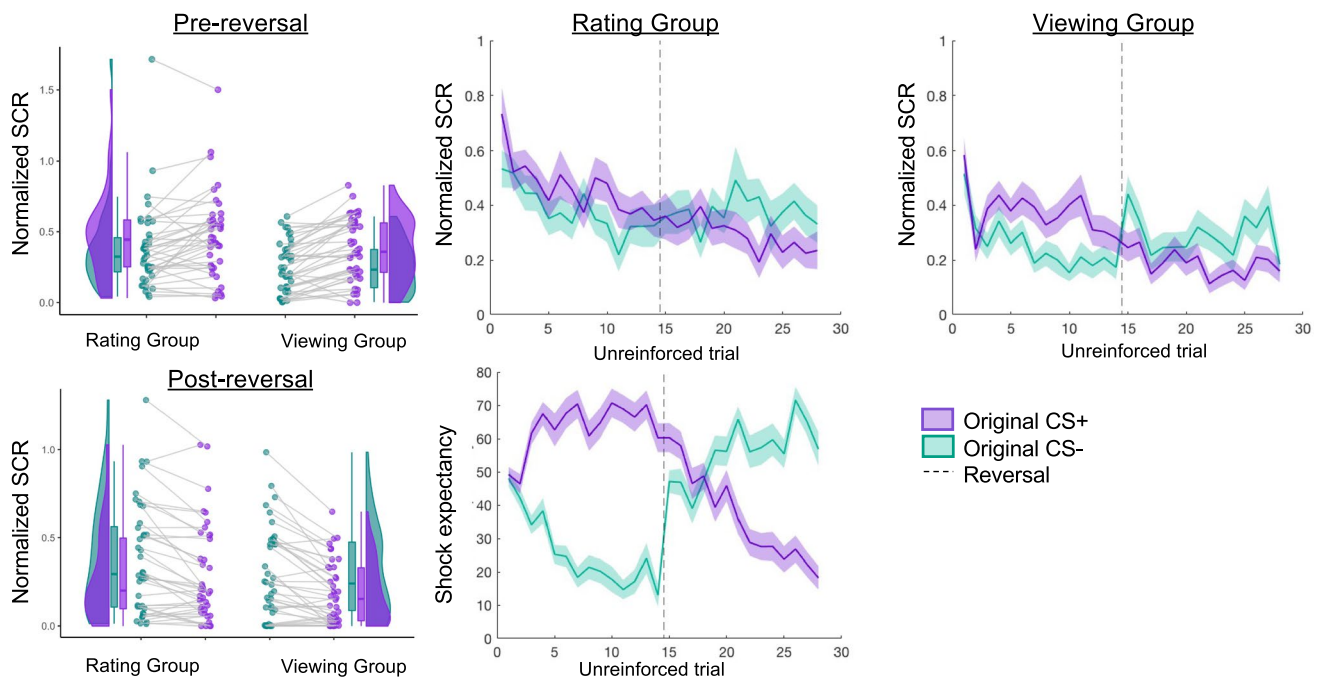 Pre-reversal
Normalized SCR
1.5
1.0
0.5
0.0
Rating Group
Viewing Group
Rating Group
Normalized SCR
1
0.8
0.6
0.4
0.2
0
0
5
10
15
20
25
30
Unreinforced trial
Viewing Group
Normalized SCR
1
0.8
0.6
0.4
0.2
0
0
5
10
15
20
25
30
Unreinforced trial
Post-reversal
Normalized SCR
1.0
0.5
0.0
Rating Group
Viewing Group
Shock expectancy
80
70
60
50
40
30
20
10
0
0
5
10
15
20
25
30
Unreinforced trial
Original CS+
Original CS-
Reversal